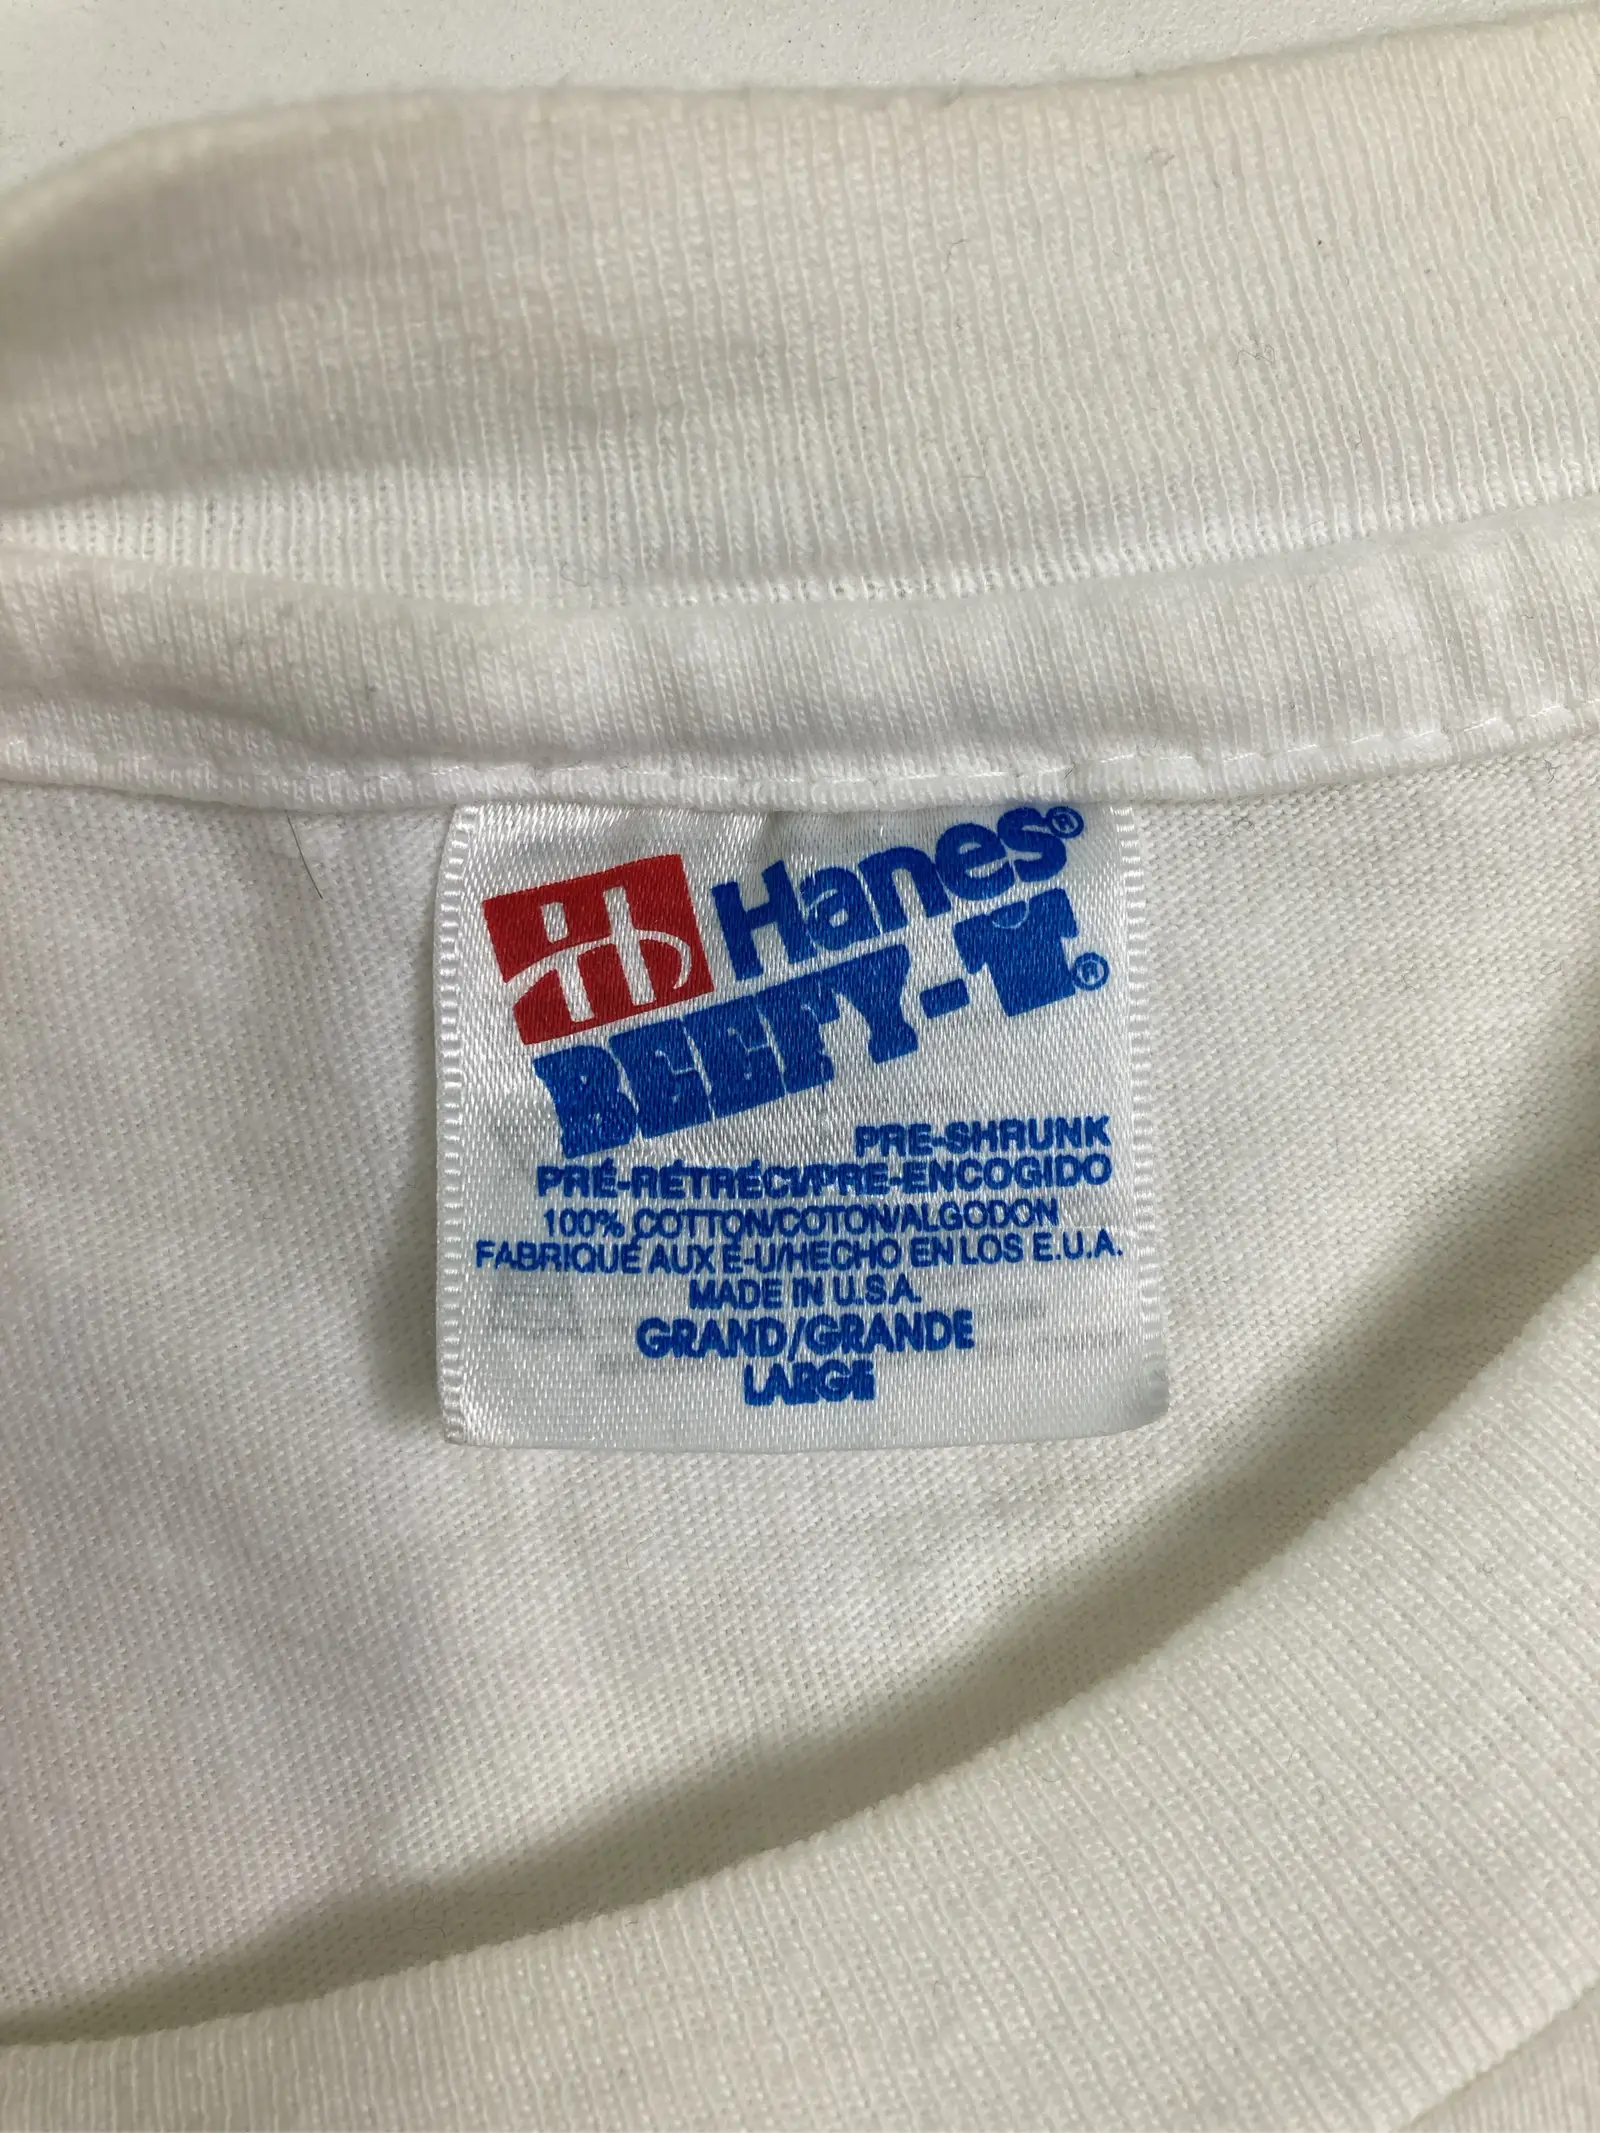 Hanes®
BEEFY-T®
PRE-SHRUNK
PRÉ-RÉTRÉCI/PRE-ENCOGIDO
100% COTTON/COTON/ALGODON
FABRIQUÉ AUX É-U/HECHO EN LOS E.U.A.
MADE IN U.S.A.
GRAND/GRANDE
LARGE